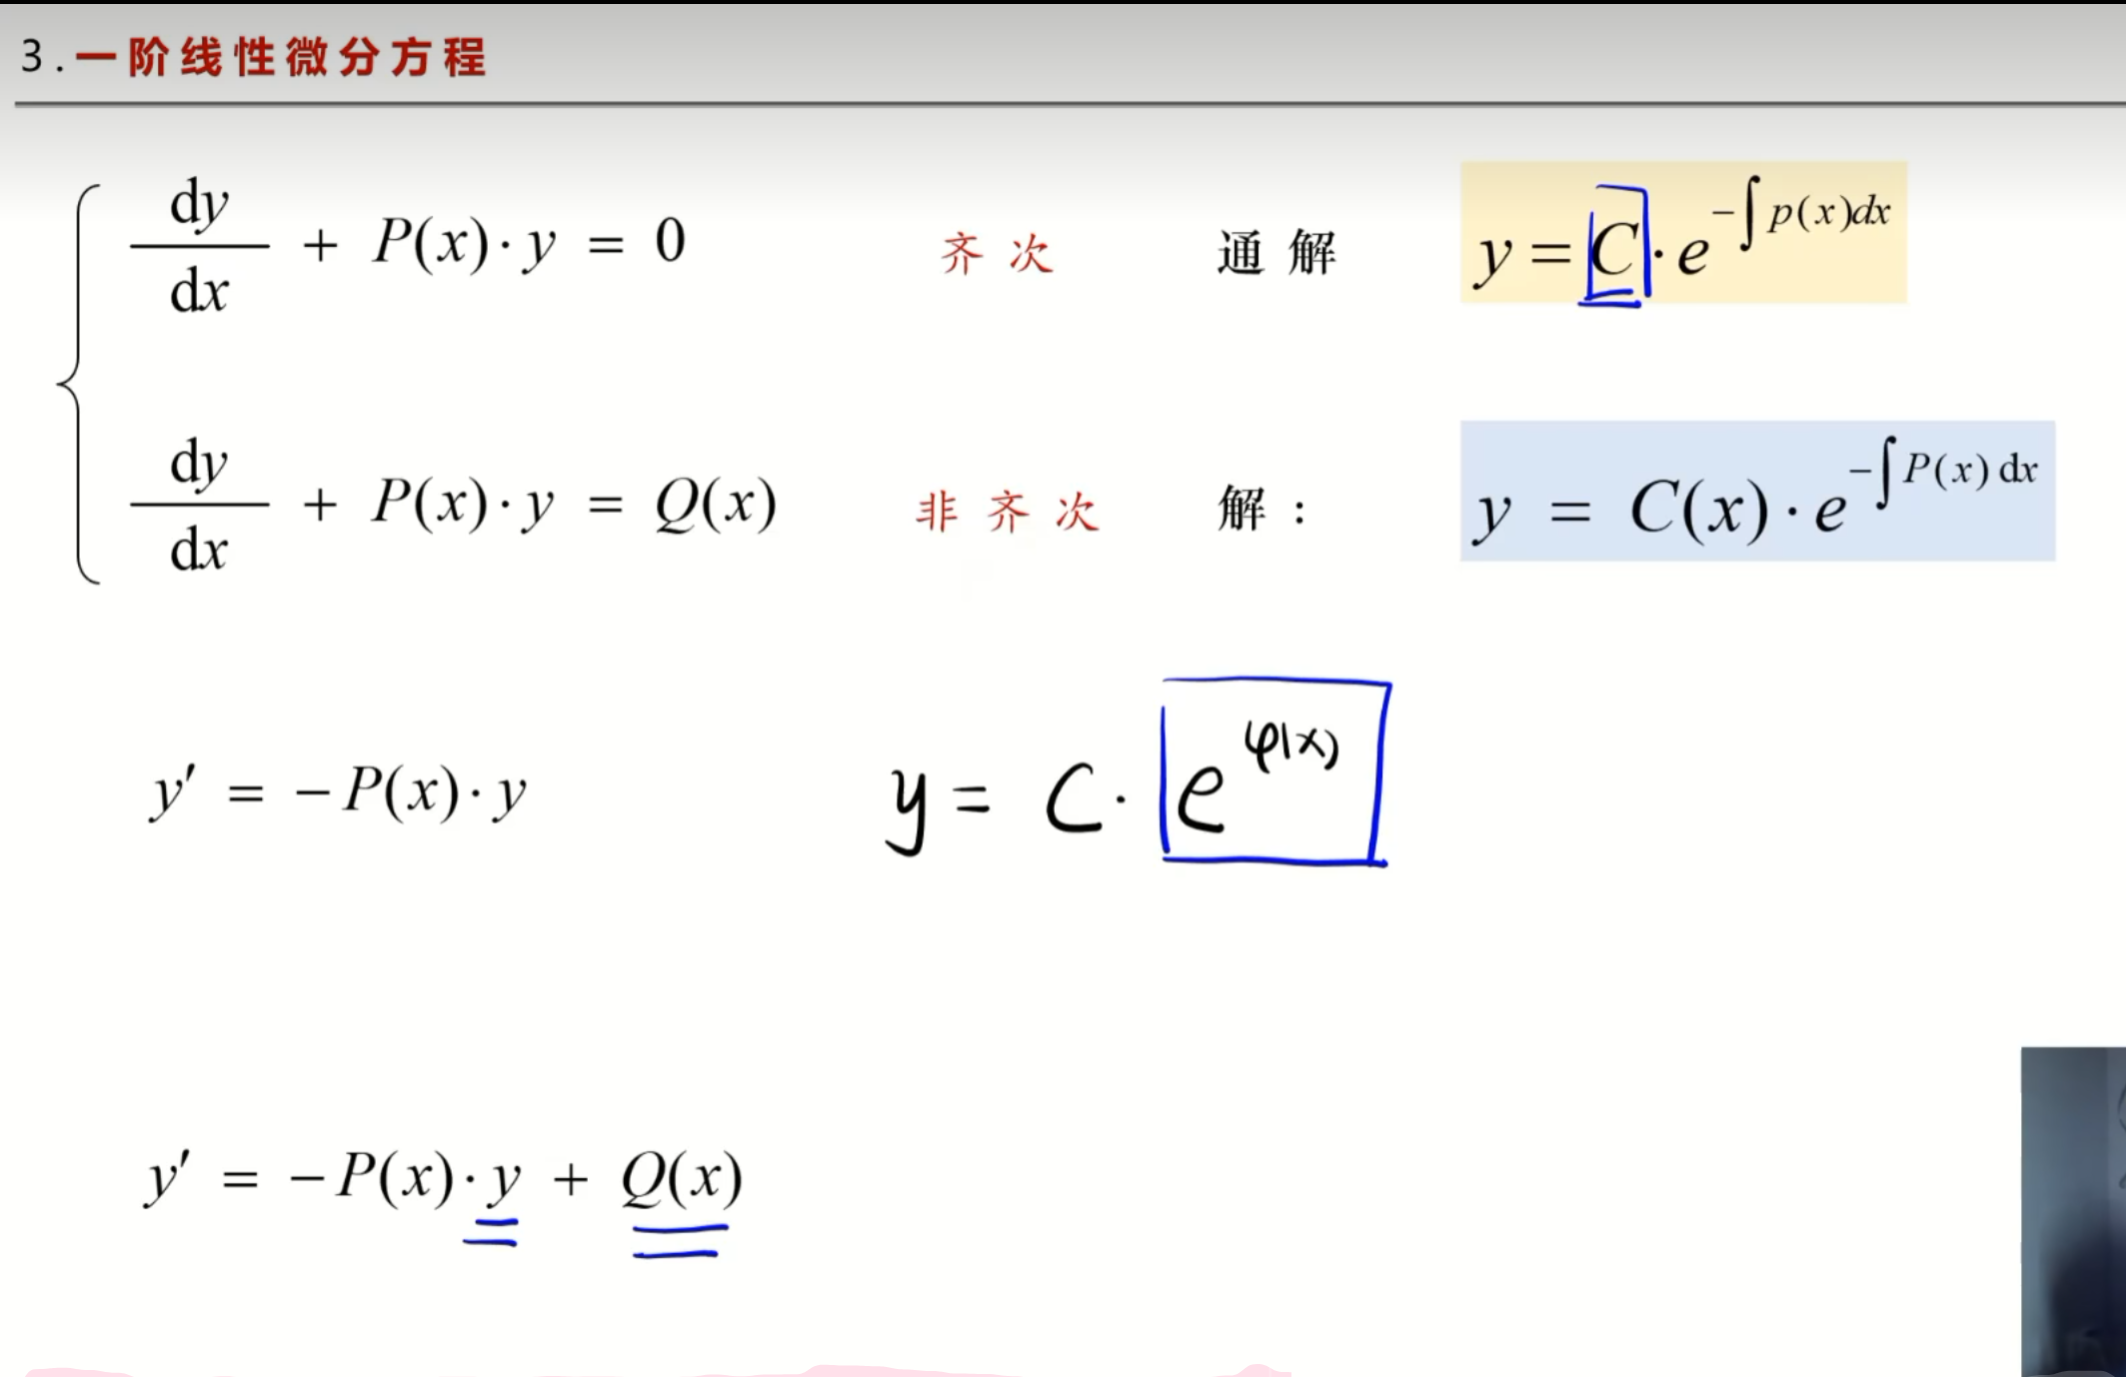 3.一阶线性微分方程
dy/dx + P(x)·y = 0 齐次 通解 y = C·e^{-∫p(x)dx}
dy/dx + P(x)·y = Q(x) 非齐次 解: y = C(x)·e^{-∫P(x)dx}
y′ = -P(x)·y y = C·e^{φ(x)}
y′ = -P(x)·y + Q(x)